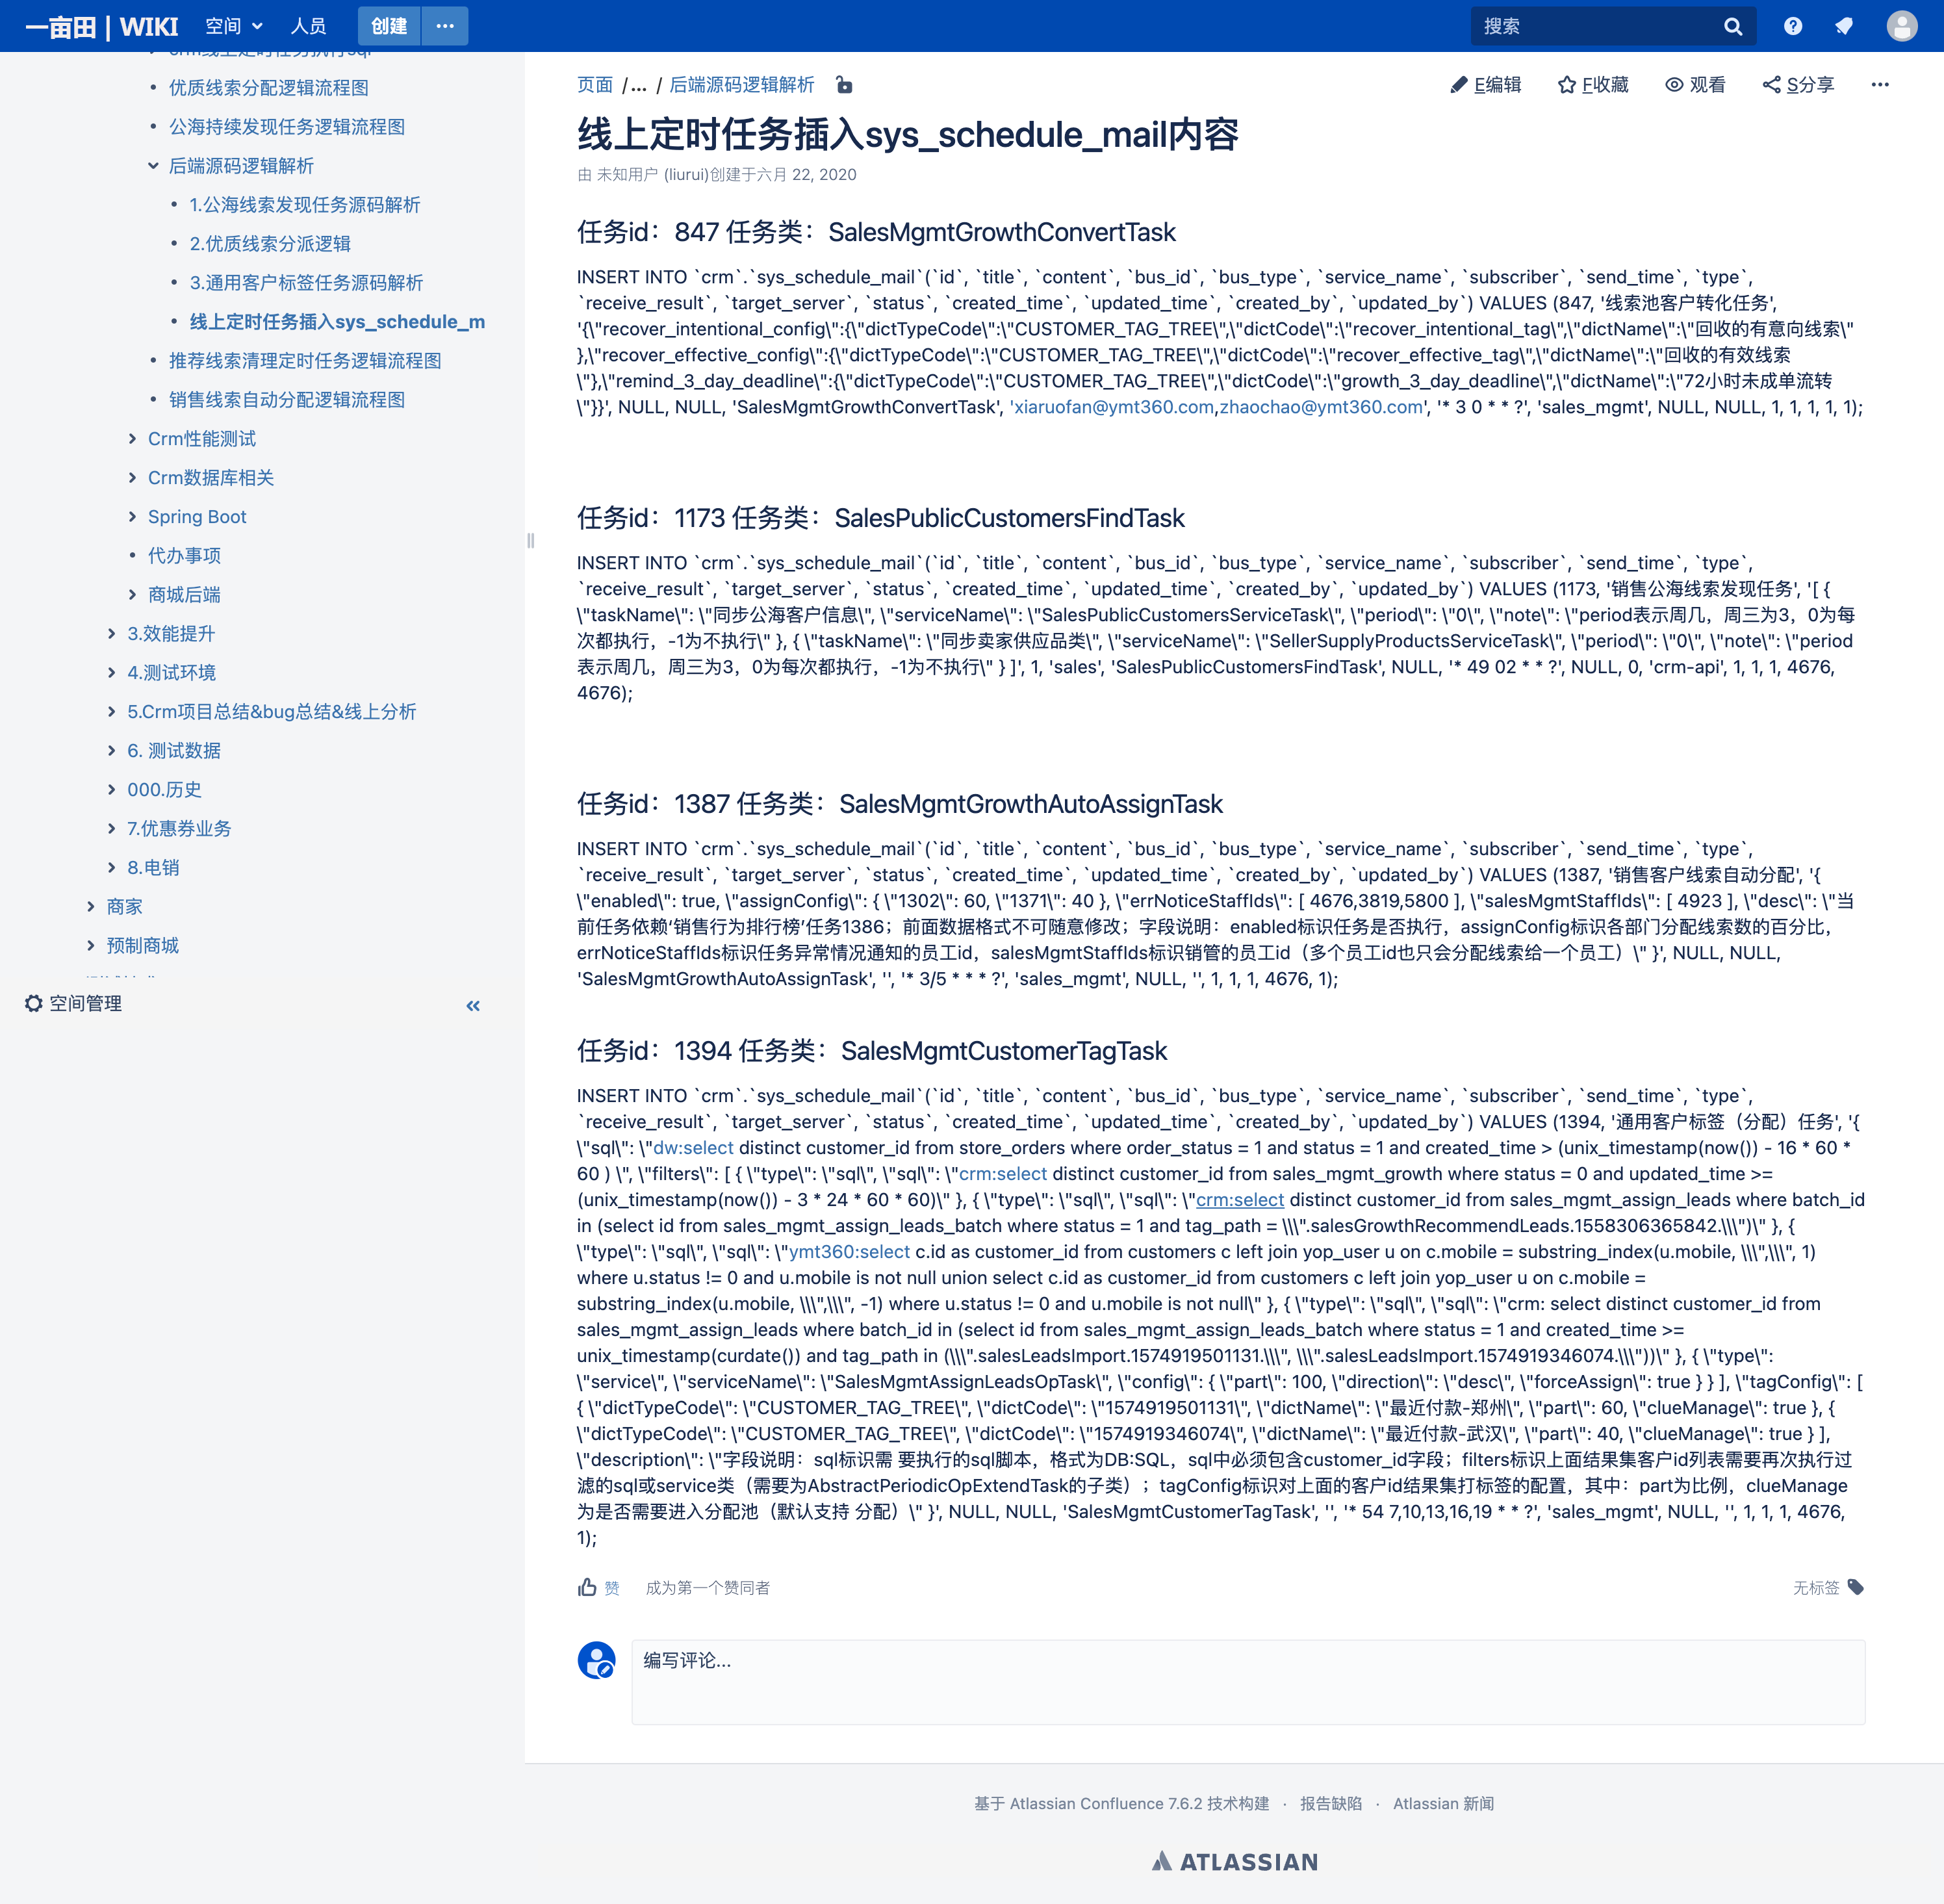 一亩田 | WIKI
空间
人员
创建
搜索
优质线索分配逻辑流程图
公海持续发现任务逻辑流程图
后端源码逻辑解析
1.公海线索发现任务源码解析
2.优质线索分派逻辑
3.通用客户标签任务源码解析
线上定时任务插入sys_schedule_m
推荐线索清理定时任务逻辑流程图
销售线索自动分配逻辑流程图
Crm性能测试
Crm数据库相关
Spring Boot
代办事项
商城后端
3.效能提升
4.测试环境
5.Crm项目总结&bug总结&线上分析
6. 测试数据
000.历史
7.优惠券业务
8.电销
商家
预制商城
空间管理
页面 /... / 后端源码逻辑解析
E编辑
F收藏
观看
S分享
线上定时任务插入sys_schedule_mail内容
由 未知用户 (liurui)创建于六月 22, 2020
任务id：847 任务类：SalesMgmtGrowthConvertTask
INSERT INTO `crm`.`sys_schedule_mail`(`id`, `title`, `content`, `bus_id`, `bus_type`, `service_name`, `subscriber`, `send_time`, `type`,
`receive_result`, `target_server`, `status`, `created_time`, `updated_time`, `created_by`, `updated_by`) VALUES (847, '线索池客户转化任务',
'{\"recover_intentional_config\":{\"dictTypeCode\":\"CUSTOMER_TAG_TREE\",\"dictCode\":\"recover_intentional_tag\",\"dictName\":\"回收的有意向线索\"
},\"recover_effective_config\":{\"dictTypeCode\":\"CUSTOMER_TAG_TREE\",\"dictCode\":\"recover_effective_tag\",\"dictName\":\"回收的有效线索
\"},\"remind_3_day_deadline\":{\"dictTypeCode\":\"CUSTOMER_TAG_TREE\",\"dictCode\":\"growth_3_day_deadline\",\"dictName\":\"72小时未成单流转
\"}}', NULL, NULL, 'SalesMgmtGrowthConvertTask', 'xiaruofan@ymt360.com,zhaochao@ymt360.com', '* 3 0 * * ?', 'sales_mgmt', NULL, NULL, 1, 1, 1, 1, 1);
任务id：1173 任务类：SalesPublicCustomersFindTask
INSERT INTO `crm`.`sys_schedule_mail`(`id`, `title`, `content`, `bus_id`, `bus_type`, `service_name`, `subscriber`, `send_time`, `type`,
`receive_result`, `target_server`, `status`, `created_time`, `updated_time`, `created_by`, `updated_by`) VALUES (1173, '销售公海线索发现任务', '[ {
\"taskName\": \"同步公海客户信息\", \"serviceName\": \"SalesPublicCustomersServiceTask\", \"period\": \"0\", \"note\": \"period表示周几，周三为3，0为每
次都执行，-1为不执行\" }, { \"taskName\": \"同步卖家供应品类\", \"serviceName\": \"SellerSupplyProductsServiceTask\", \"period\": \"0\", \"note\": \"period
表示周几，周三为3，0为每次都执行，-1为不执行\" } ]', 1, 'sales', 'SalesPublicCustomersFindTask', NULL, '* 49 02 * * ?', NULL, 0, 'crm-api', 1, 1, 1, 4676,
4676);
任务id：1387 任务类：SalesMgmtGrowthAutoAssignTask
INSERT INTO `crm`.`sys_schedule_mail`(`id`, `title`, `content`, `bus_id`, `bus_type`, `service_name`, `subscriber`, `send_time`, `type`,
`receive_result`, `target_server`, `status`, `created_time`, `updated_time`, `created_by`, `updated_by`) VALUES (1387, '销售客户线索自动分配', '{
\"enabled\": true, \"assignConfig\": { \"1302\": 60, \"1371\": 40 }, \"errNoticeStaffIds\": [ 4676,3819,5800 ], \"salesMgmtStaffIds\": [ 4923 ], \"desc\": \"当
前任务依赖‘销售行为排行榜’任务1386；前面数据格式不可随意修改；字段说明：enabled标识任务是否执行，assignConfig标识各部门分配线索数的百分比，
errNoticeStaffIds标识任务异常情况通知的员工id，salesMgmtStaffIds标识销管的员工id（多个员工id也只会分配线索给一个员工）\" }', NULL, NULL,
'SalesMgmtGrowthAutoAssignTask', '', '* 3/5 * * * ?', 'sales_mgmt', NULL, '', 1, 1, 1, 4676, 1);
任务id：1394 任务类：SalesMgmtCustomerTagTask
INSERT INTO `crm`.`sys_schedule_mail`(`id`, `title`, `content`, `bus_id`, `bus_type`, `service_name`, `subscriber`, `send_time`, `type`,
`receive_result`, `target_server`, `status`, `created_time`, `updated_time`, `created_by`, `updated_by`) VALUES (1394, '通用客户标签（分配）任务', '{
\"sql\": \"dw:select distinct customer_id from store_orders where order_status = 1 and status = 1 and created_time > (unix_timestamp(now()) - 16 * 60 *
60 ) \", \"filters\": [ { \"type\": \"sql\", \"sql\": \"crm:select distinct customer_id from sales_mgmt_growth where status = 0 and updated_time >=
(unix_timestamp(now()) - 3 * 24 * 60 * 60)\" }, { \"type\": \"sql\", \"sql\": \"crm:select distinct customer_id from sales_mgmt_assign_leads where batch_id
in (select id from sales_mgmt_assign_leads_batch where status = 1 and tag_path = \\\".salesGrowthRecommendLeads.1558306365842.\\\")\" }, {
\"type\": \"sql\", \"sql\": \"ymt360:select c.id as customer_id from customers c left join yop_user u on c.mobile = substring_index(u.mobile, \\\",\\\", 1)
where u.status != 0 and u.mobile is not null union select c.id as customer_id from customers c left join yop_user u on c.mobile =
substring_index(u.mobile, \\\",\\\", -1) where u.status != 0 and u.mobile is not null\" }, { \"type\": \"sql\", \"sql\": \"crm: select distinct customer_id from
sales_mgmt_assign_leads where batch_id in (select id from sales_mgmt_assign_leads_batch where status = 1 and created_time >=
unix_timestamp(curdate()) and tag_path in (\\\".salesLeadsImport.1574919501131.\\\", \\\".salesLeadsImport.1574919346074.\\\"))\" }, { \"type\":
\"service\", \"serviceName\": \"SalesMgmtAssignLeadsOpTask\", \"config\": { \"part\": 100, \"direction\": \"desc\", \"forceAssign\": true } } ], \"tagConfig\": [
{ \"dictTypeCode\": \"CUSTOMER_TAG_TREE\", \"dictCode\": \"1574919501131\", \"dictName\": \"最近付款-郑州\", \"part\": 60, \"clueManage\": true }, {
\"dictTypeCode\": \"CUSTOMER_TAG_TREE\", \"dictCode\": \"1574919346074\", \"dictName\": \"最近付款-武汉\", \"part\": 40, \"clueManage\": true } ],
\"description\": \"字段说明：sql标识需 要执行的sql脚本，格式为DB:SQL，sql中必须包含customer_id字段；filters标识上面结果集客户id列表需要再次执行过
滤的sql或service类（需要为AbstractPeriodicOpExtendTask的子类）；tagConfig标识对上面的客户id结果集打标签的配置，其中：part为比例，clueManage
为是否需要进入分配池（默认支持 分配）\" }', NULL, NULL, 'SalesMgmtCustomerTagTask', '', '* 54 7,10,13,16,19 * * ?', 'sales_mgmt', NULL, '', 1, 1, 1, 4676,
1);
赞
成为第一个赞同者
无标签
编写评论...
基于 Atlassian Confluence 7.6.2 技术构建 · 报告缺陷 · Atlassian 新闻
ATLASSIAN